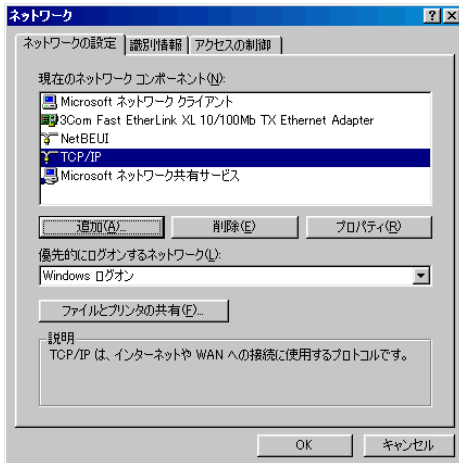 ネットワーク
ネットワークの設定 識別情報 アクセスの制御
現在のネットワーク コンポーネント(N):
Microsoft ネットワーク クライアント
3Com Fast EtherLink XL 10/100Mb TX Ethernet Adapter
NetBEUI
TCP/IP
Microsoft ネットワーク共有サービス
追加(A)... 削除(E) プロパティ(R)
優先的にログオンするネットワーク(L):
Windows ログオン
ファイルとプリンタの共有(F)...
説明
TCP/IP は、インターネットや WAN への接続に使用するプロトコルです。
OK キャンセル